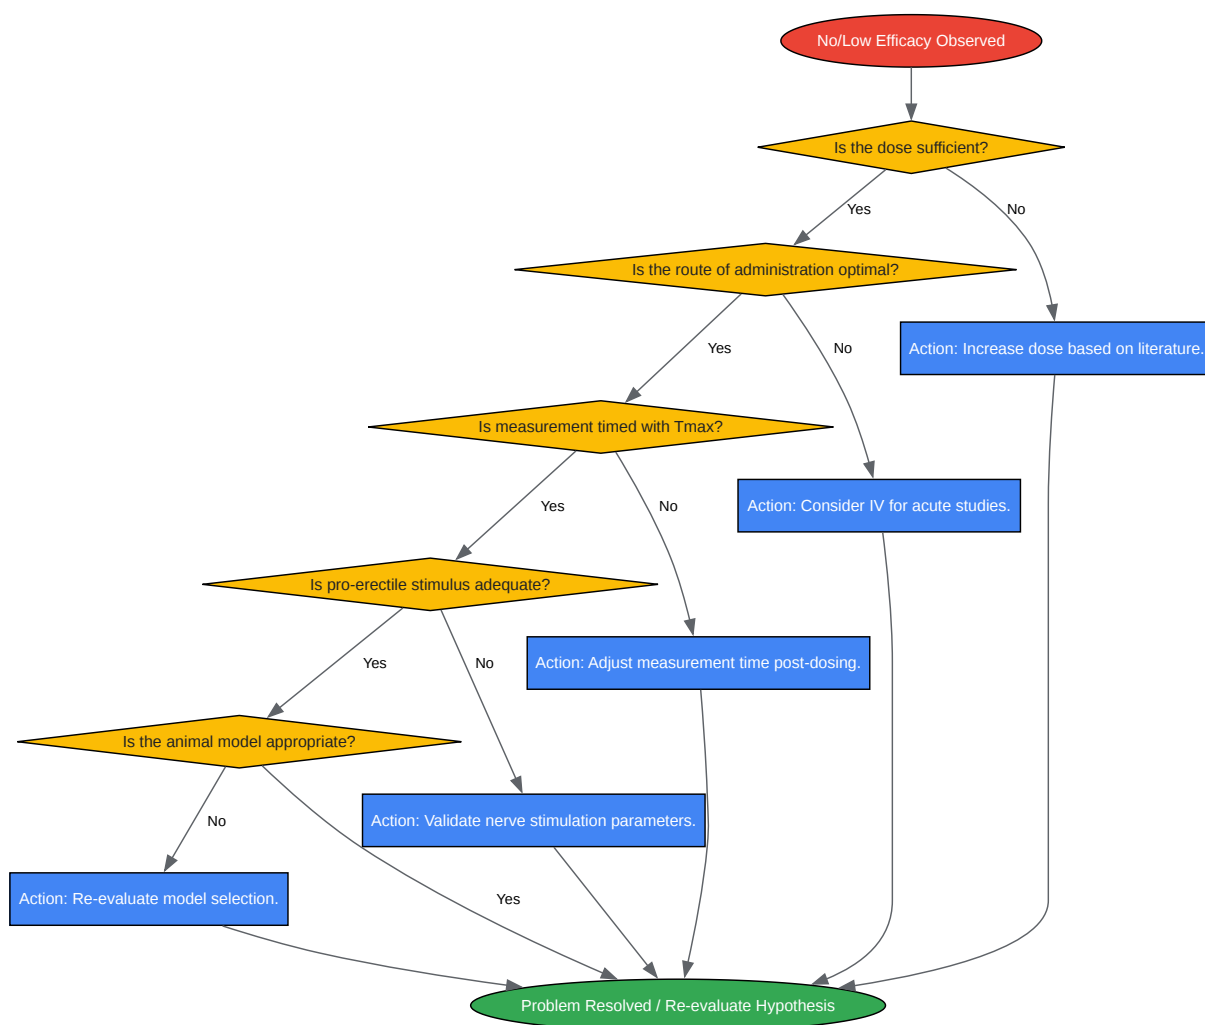 No/Low Efficacy Observed
Is the dose sufficient?
Yes
No
Is the route of administration optimal?
Yes
No
Action: Increase dose based on literature.
Is measurement timed with Tmax?
Yes
No
Action: Consider IV for acute studies.
Is pro-erectile stimulus adequate?
Yes
No
Action: Adjust measurement time post-dosing.
Is the animal model appropriate?
No
Action: Validate nerve stimulation parameters.
Action: Re-evaluate model selection.
Yes
Problem Resolved / Re-evaluate Hypothesis